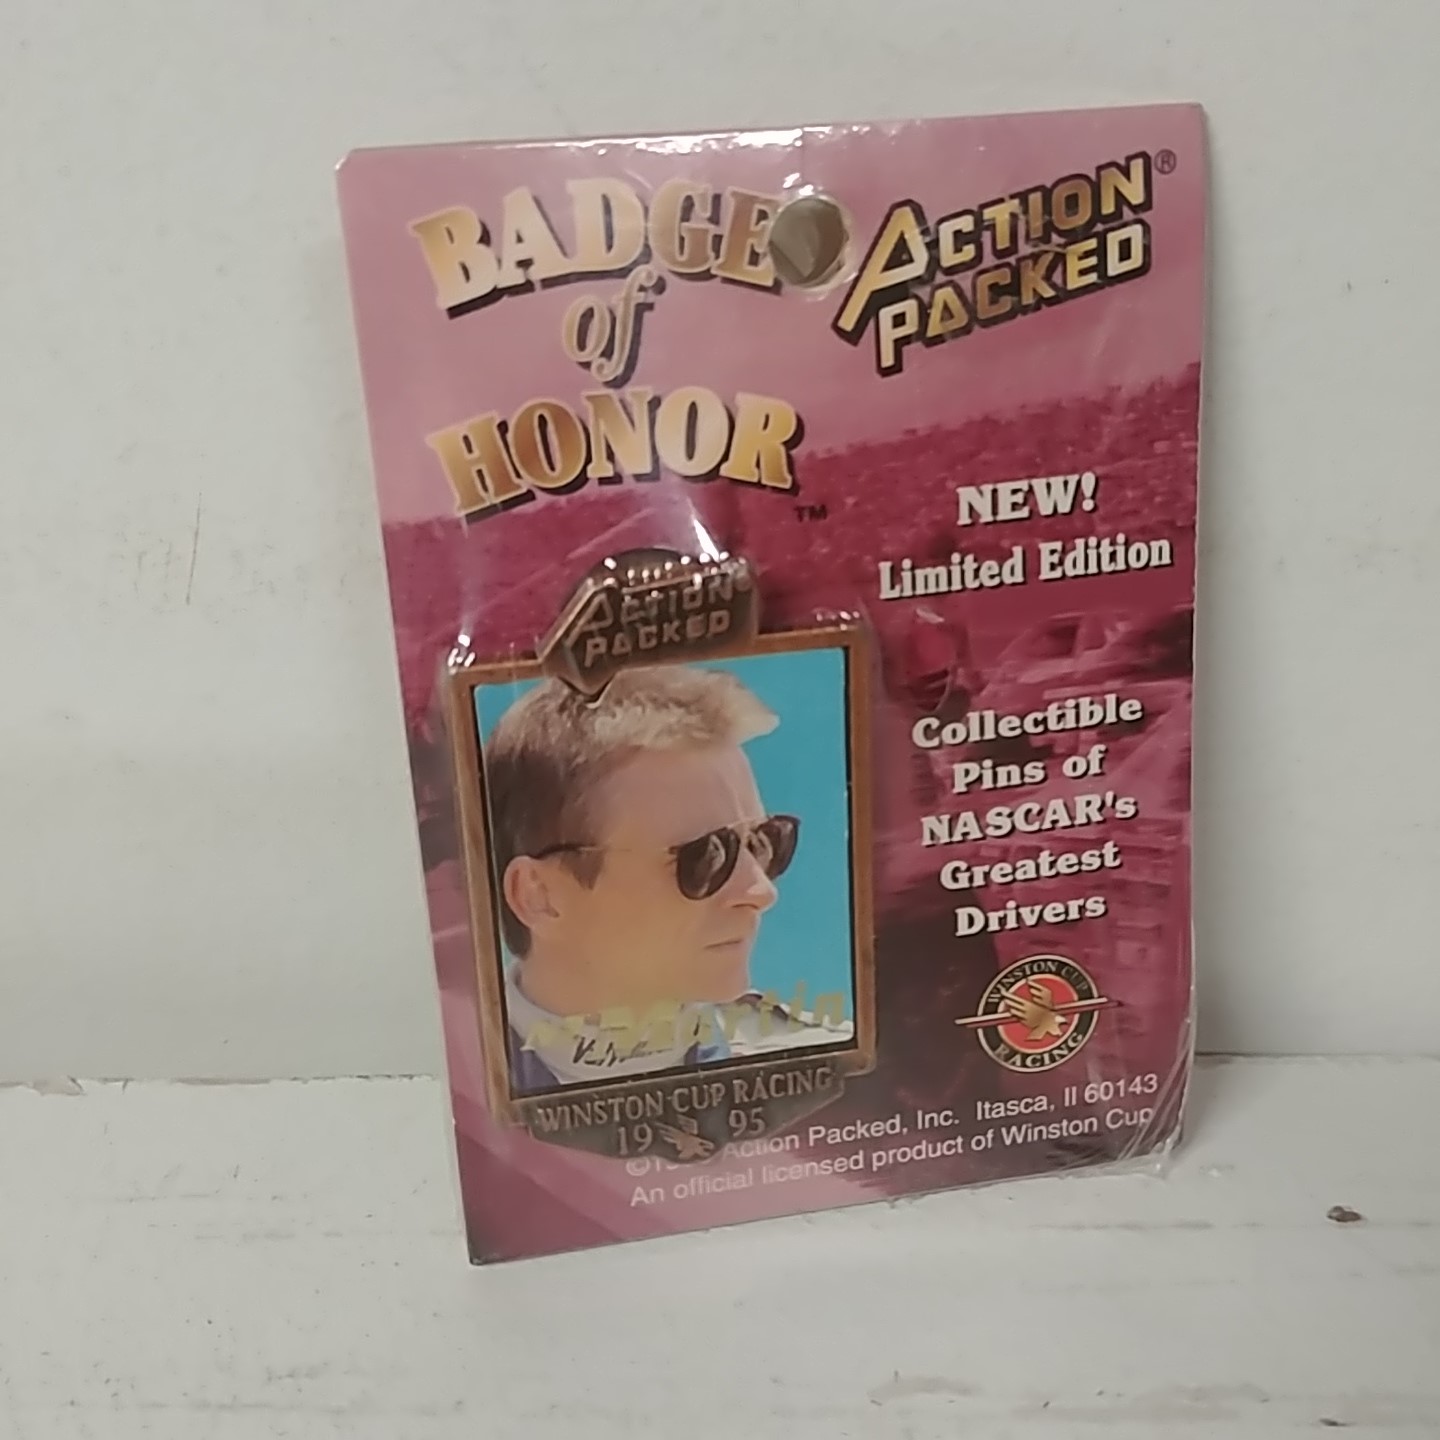 BADGE
of
HONOR
TM
ACTION
PACKED®
NEW!
Limited Edition
Collectible
Pins of
NASCAR's
Greatest
Drivers
WINSTON CUP
RACING
ACTION
PACKED®
Martin
WINSTON CUP RACING
19 95
Action Packed, Inc. Itasca, Il 60143
An official licensed product of Winston Cup